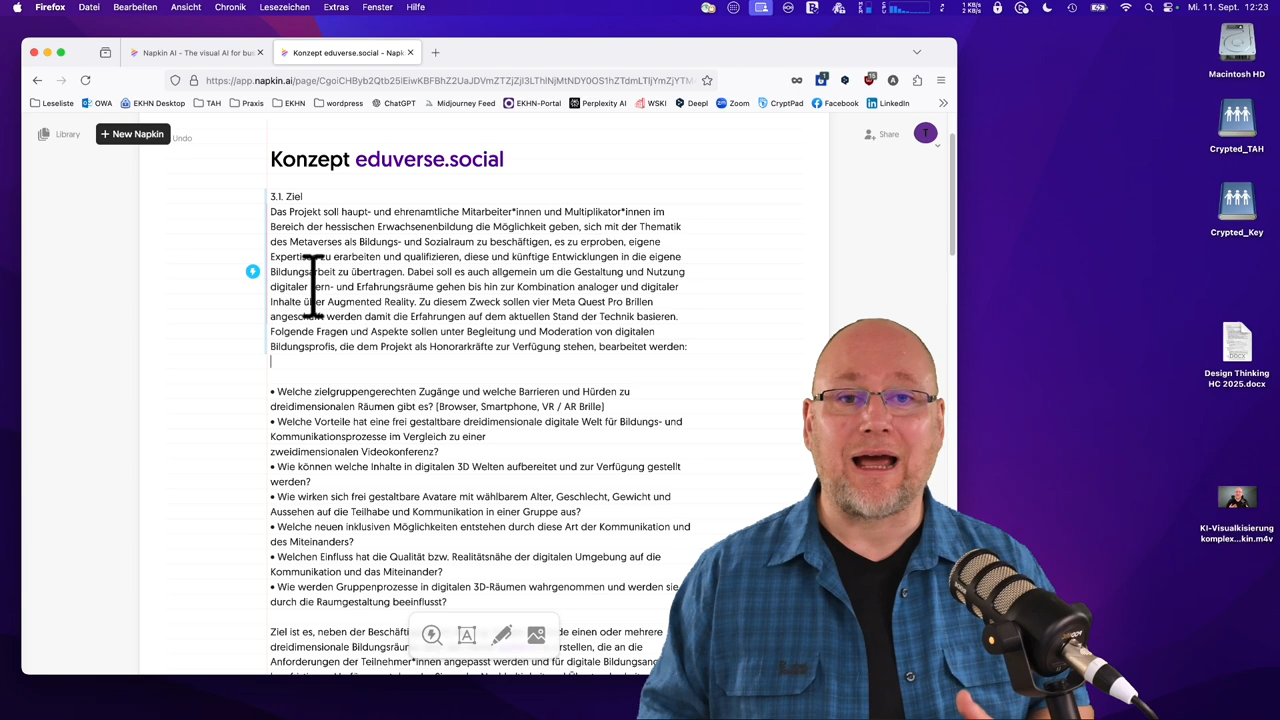 Firefox Datei Bearbeiten Ansicht Chronik Lesezeichen Extras Fenster Hilfe
1 KB/s
Mi. 11. Sept. 12:23
Napkin AI - The visual AI for bus
Konzept eduverse.social - Napk
Leseliste OWA EKHN Desktop TAH Praxis EKHN wordpress ChatGPT Midjourney Feed EKHN-Portal Perplexity AI WSKI Deepl Zoom CryptPad Facebook LinkedIn
Library
+ New Napkin
Undo
Share
T
Konzept eduverse.social
3.1. Ziel
Das Projekt soll haupt- und ehrenamtliche Mitarbeiter*innen und Multiplikator*innen im
Bereich der hessischen Erwachsenenbildung die Möglichkeit geben, sich mit der Thematik
des Metaverses als Bildungs- und Sozialraum zu beschäftigen, es zu erproben, eigene
zu erarbeiten und qualifizieren, diese und künftige Entwicklungen in die eigene
Bildungsarbeit zu übertragen. Dabei soll es auch allgemein um die Gestaltung und Nutzung
digitaler Lern- und Erfahrungsräume gehen bis hin zur Kombination analoger und digitaler
Inhalte über Augmented Reality. Zu diesem Zweck sollen vier Meta Quest Pro Brillen
werden damit die Erfahrungen auf dem aktuellen Stand der Technik basieren.
Folgende Fragen und Aspekte sollen unter Begleitung und Moderation von digitalen
Bildungsprofis, die dem Projekt als Honorarkräfte zur Verfügung stehen, bearbeitet werden:
• Welche zielgruppengerechten Zugänge und welche Barrieren und Hürden zu
dreidimensionalen Räumen gibt es? (Browser, Smartphone, VR / AR Brille)
• Welche Vorteile hat eine frei gestaltbare dreidimensionale digitale Welt für Bildungs- und
Kommunikationsprozesse im Vergleich zu einer
zweidimensionalen Videokonferenz?
• Wie können welche Inhalte in digitalen 3D Welten aufbereitet und zur Verfügung gestellt
werden?
• Wie wirken sich frei gestaltbare Avatare mit wählbarem Alter, Geschlecht, Gewicht und
Aussehen auf die Teilhabe und Kommunikation in einer Gruppe aus?
• Welche neuen inklusiven Möglichkeiten entstehen durch diese Art der Kommunikation und
des Miteinanders?
• Welchen Einfluss hat die Qualität bzw. Realitätsnähe der digitalen Umgebung auf die
Kommunikation und das Miteinander?
• Wie werden Gruppenprozesse in digitalen 3D-Räumen wahrgenommen und werden sie
durch die Raumgestaltung beeinflusst?
Ziel ist es, neben der einen oder mehrere
dreidimensionale die an die
Anforderungen der Teilnehmer*innen angepasst werden und für digitale
Macintosh HD
Crypted_TAH
Crypted_Key
Design Thinking
HC 2025.docx
KI-Visualkisierung
komplex...kin.m4v